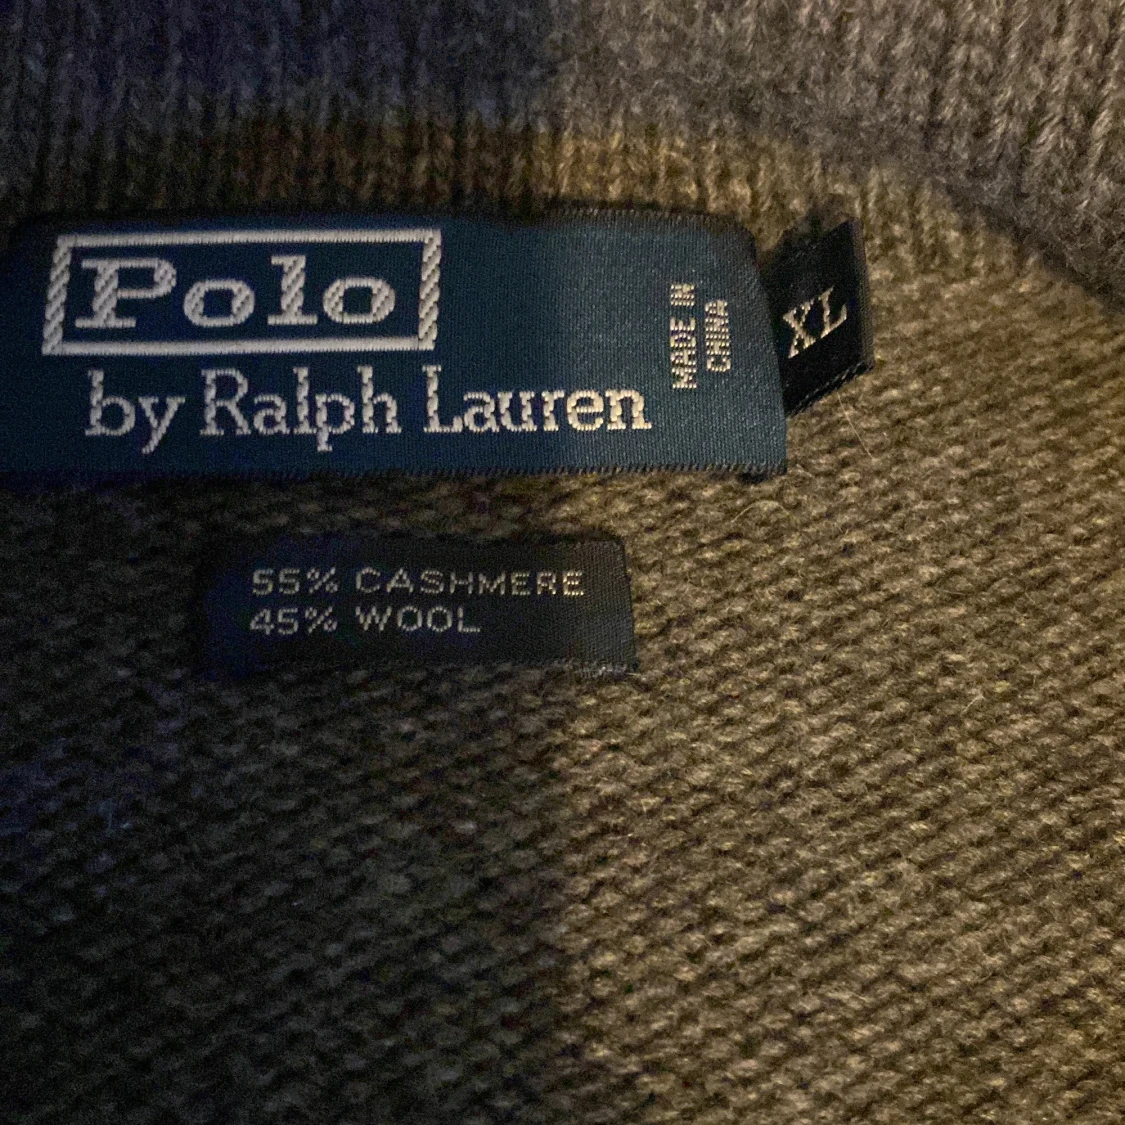 Polo
by Ralph Lauren
MADE IN
CHINA
XL
55% CASHMERE
45% WOOL